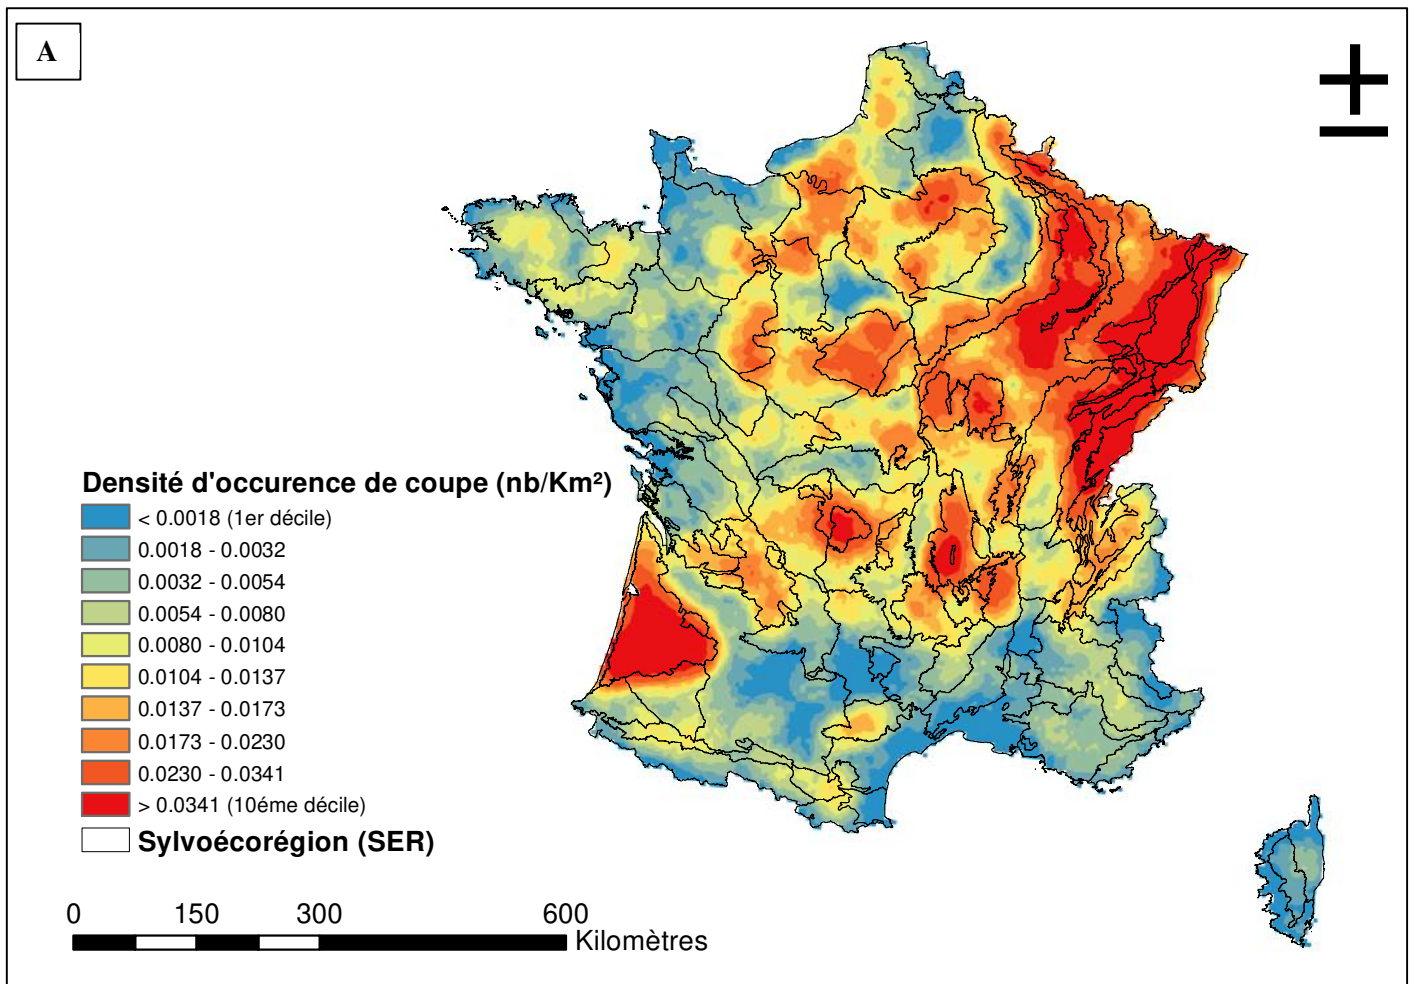 A
Densité d'occurence de coupe (nb/Km²)
< 0.0018 (1er décile)
0.0018 - 0.0032
0.0032 - 0.0054
0.0054 - 0.0080
0.0080 - 0.0104
0.0104 - 0.0137
0.0137 - 0.0173
0.0173 - 0.0230
0.0230 - 0.0341
> 0.0341 (10éme décile)
Sylvoécorégion (SER)
0 150 300 600
Kilomètres